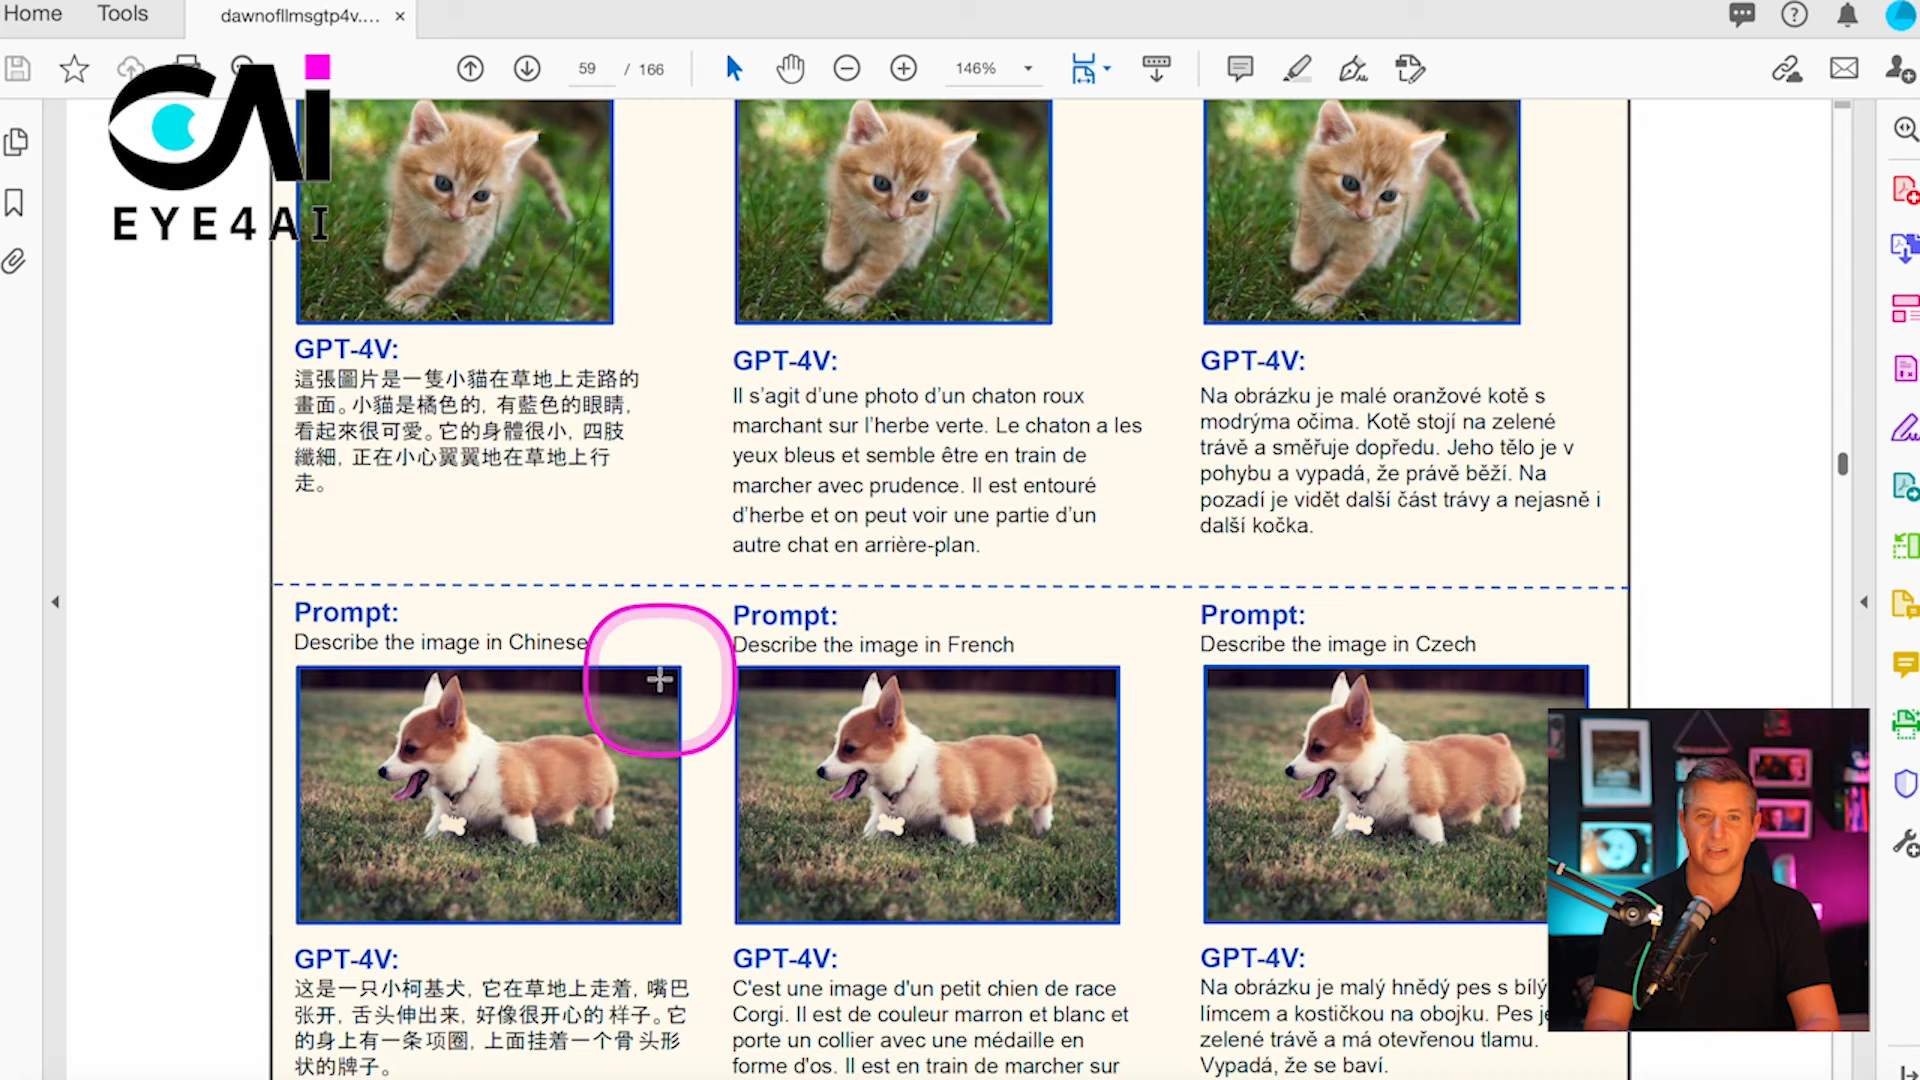 Home
Tools
dawnofllmsgtp4v....
59 / 166
146%
EYE4AI
GPT-4V:
這張圖片是一隻小貓在草地上走路的
畫面。小貓是橘色的, 有藍色的眼睛,
看起來很可愛。它的身體很小, 四肢
纖細, 正在小心翼翼地在草地上行
走。
GPT-4V:
Il s'agit d'une photo d'un chaton roux
marchant sur l'herbe verte. Le chaton a les
yeux bleus et semble être en train de
marcher avec prudence. Il est entouré
d'herbe et on peut voir une partie d'un
autre chat en arrière-plan.
GPT-4V:
Na obrázku je malé oranžové kotě s
modrýma očima. Kotě stojí na zelené
trávě a směřuje dopředu. Jeho tělo je v
pohybu a vypadá, že právě běží. Na
pozadí je vidět další část trávy a nejasně i
další kočka.
Prompt:
Describe the image in Chinese
Prompt:
Describe the image in French
Prompt:
Describe the image in Czech
GPT-4V:
这是一只小柯基犬, 它在草地上走着, 嘴巴
张开, 舌头伸出来, 好像很开心的 样子。它
的身上有一条项圈, 上面挂着一个骨 头形
状的牌子。
GPT-4V:
C'est une image d'un petit chien de race
Corgi. Il est de couleur marron et blanc et
porte un collier avec une médaille en
forme d'os. Il est en train de marcher sur
GPT-4V:
Na obrázku je malý hnědý pes s bílý
límcem a kostičkou na obojku. Pes
zelené trávě a má otevřenou tlamu.
Vypadá, že se baví.